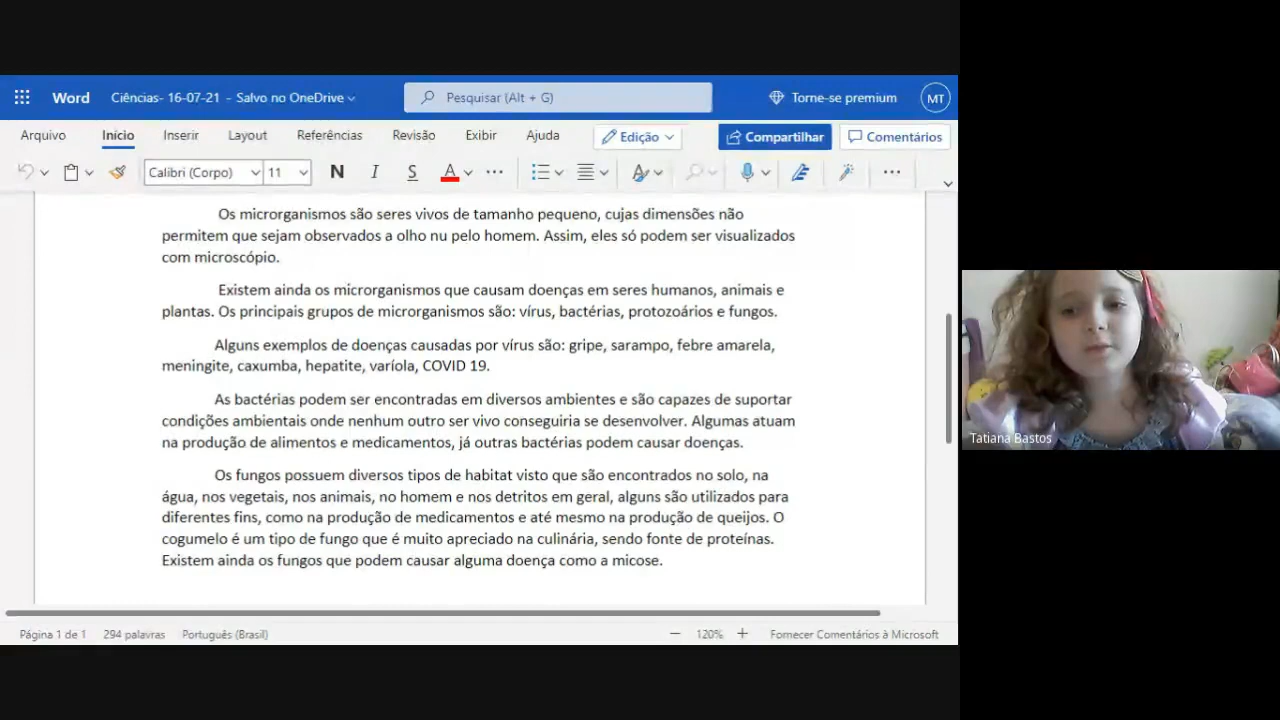 Word Ciências- 16-07-21 - Salvo no OneDrive Pesquisar (Alt + G) Torne-se premium MT
Arquivo Início Inserir Layout Referências Revisão Exibir Ajuda Edição Compartilhar Comentários
Calibri (Corpo) 11 N I S A
Os microrganismos são seres vivos de tamanho pequeno, cujas dimensões não
permitem que sejam observados a olho nu pelo homem. Assim, eles só podem ser visualizados
com microscópio.
Existem ainda os microrganismos que causam doenças em seres humanos, animais e
plantas. Os principais grupos de microrganismos são: vírus, bactérias, protozoários e fungos.
Alguns exemplos de doenças causadas por vírus são: gripe, sarampo, febre amarela,
meningite, caxumba, hepatite, varíola, COVID 19.
As bactérias podem ser encontradas em diversos ambientes e são capazes de suportar
condições ambientais onde nenhum outro ser vivo conseguiria se desenvolver. Algumas atuam
na produção de alimentos e medicamentos, já outras bactérias podem causar doenças.
Os fungos possuem diversos tipos de habitat visto que são encontrados no solo, na
água, nos vegetais, nos animais, no homem e nos detritos em geral, alguns são utilizados para
diferentes fins, como na produção de medicamentos e até mesmo na produção de queijos. O
cogumelo é um tipo de fungo que é muito apreciado na culinária, sendo fonte de proteínas.
Existem ainda os fungos que podem causar alguma doença como a micose.
Página 1 de 1 294 palavras Português (Brasil) 120% Fornecer Comentários à Microsoft
Tatiana Bastos